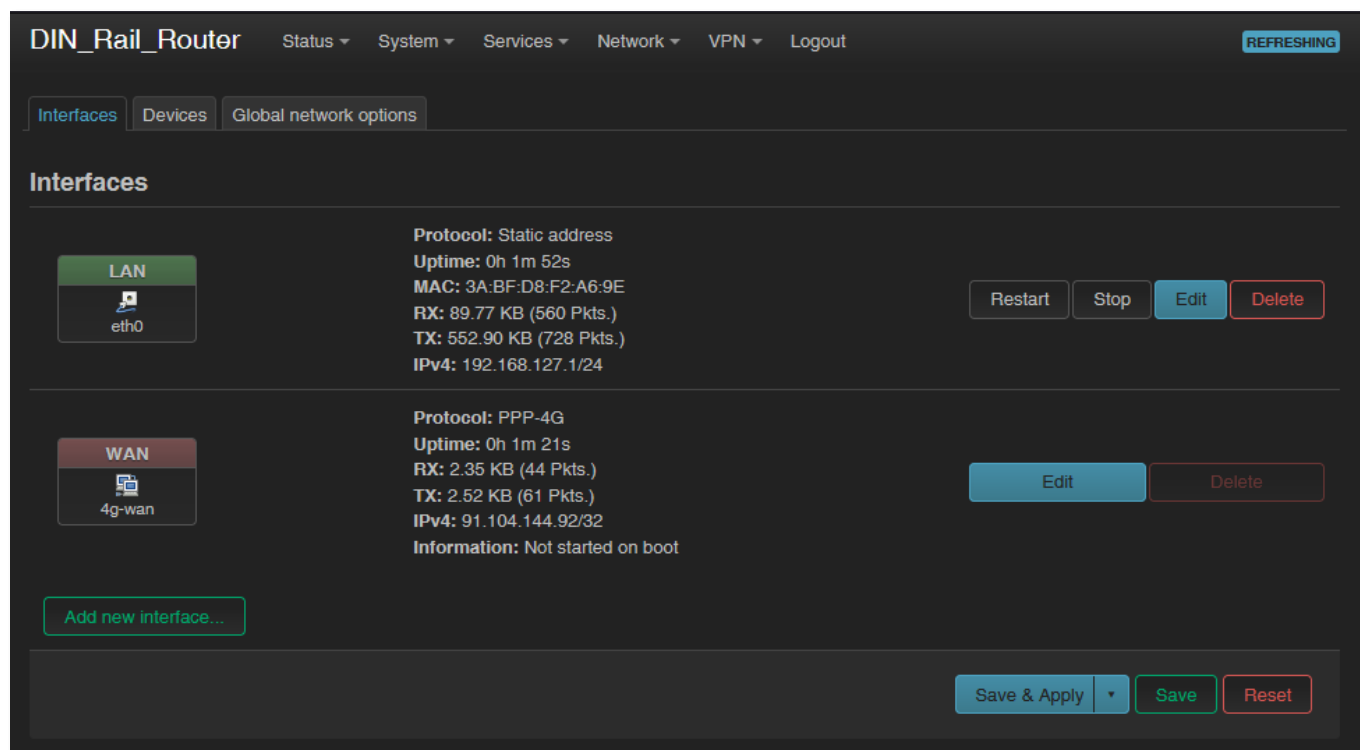 DIN_Rail_Router Status System Services Network VPN Logout REFRESHING
Interfaces Devices Global network options
Interfaces
LAN
eth0
Protocol: Static address
Uptime: 0h 1m 52s
MAC: 3A:BF:D8:F2:A6:9E
RX: 89.77 KB (560 Pkts.)
TX: 552.90 KB (728 Pkts.)
IPv4: 192.168.127.1/24
Restart Stop Edit Delete
WAN
4g-wan
Protocol: PPP-4G
Uptime: 0h 1m 21s
RX: 2.35 KB (44 Pkts.)
TX: 2.52 KB (61 Pkts.)
IPv4: 91.104.144.92/32
Information: Not started on boot
Edit Delete
Add new interface...
Save & Apply Save Reset